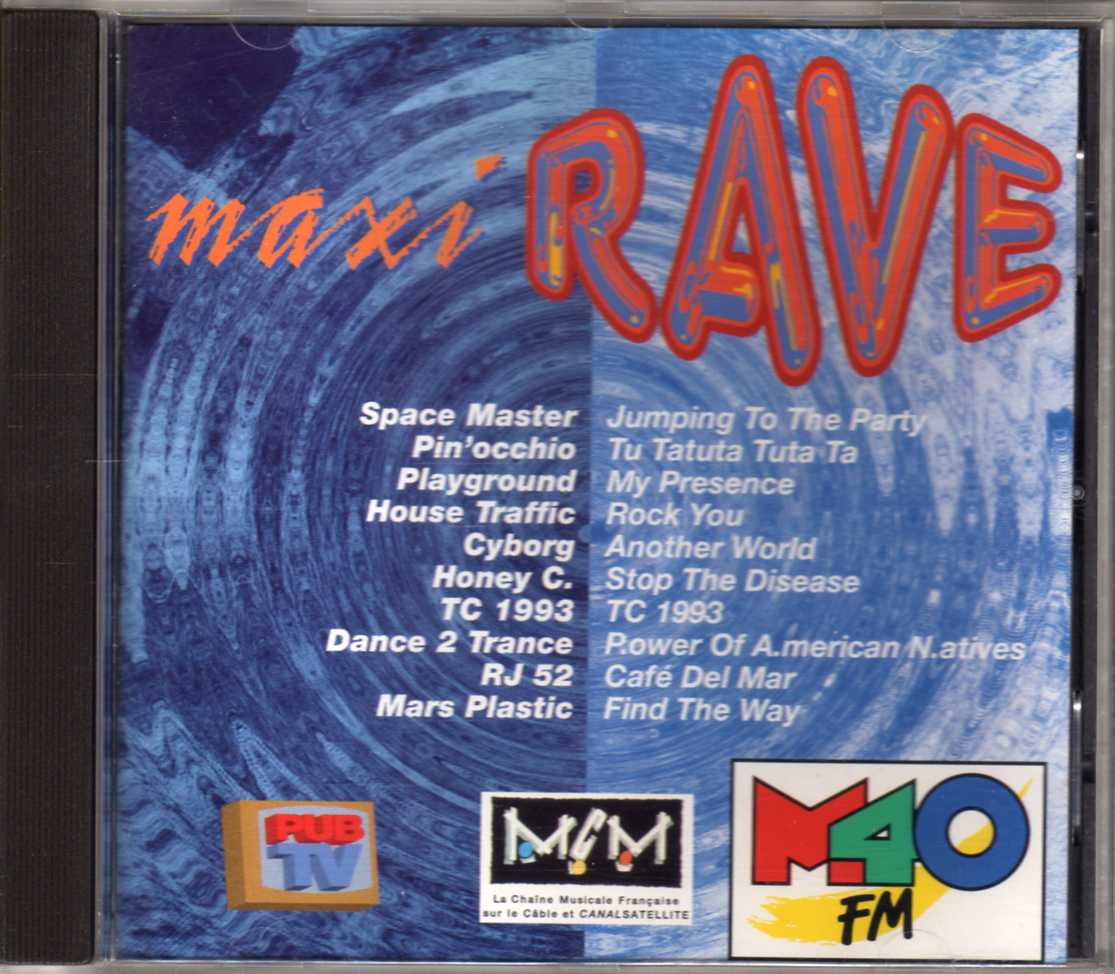 maxi RAVE
Space Master Jumping To The Party
Pin'occhio Tu Tatuta Tuta Ta
Playground My Presence
House Traffic Rock You
Cyborg Another World
Honey C. Stop The Disease
TC 1993 TC 1993
Dance 2 Trance P.ower Of A.merican N.atives
RJ 52 Café Del Mar
Mars Plastic Find The Way
PUB
TV
MCM
La Chaîne Musicale Française
sur le Câble et CANALSATELLITE
M40
FM